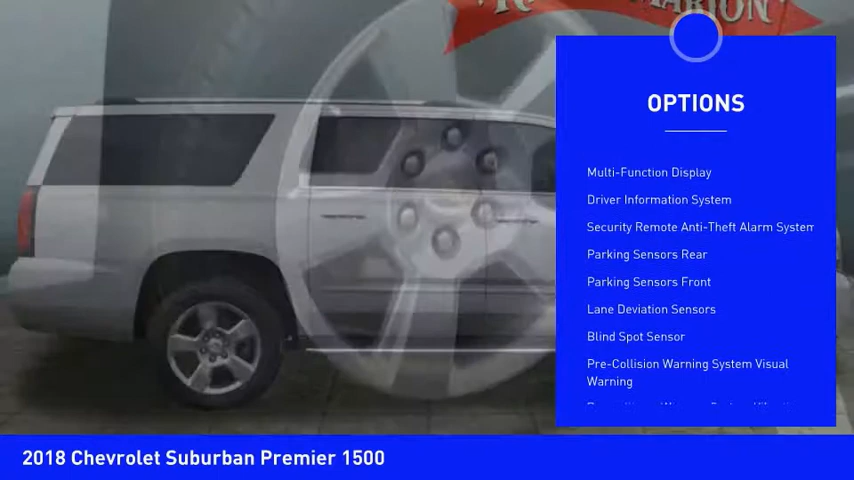 MARION
OPTIONS
Multi-Function Display
Driver Information System
Security Remote Anti-Theft Alarm System
Parking Sensors Rear
Parking Sensors Front
Lane Deviation Sensors
Blind Spot Sensor
Pre-Collision Warning System Visual
Warning
2018 Chevrolet Suburban Premier 1500